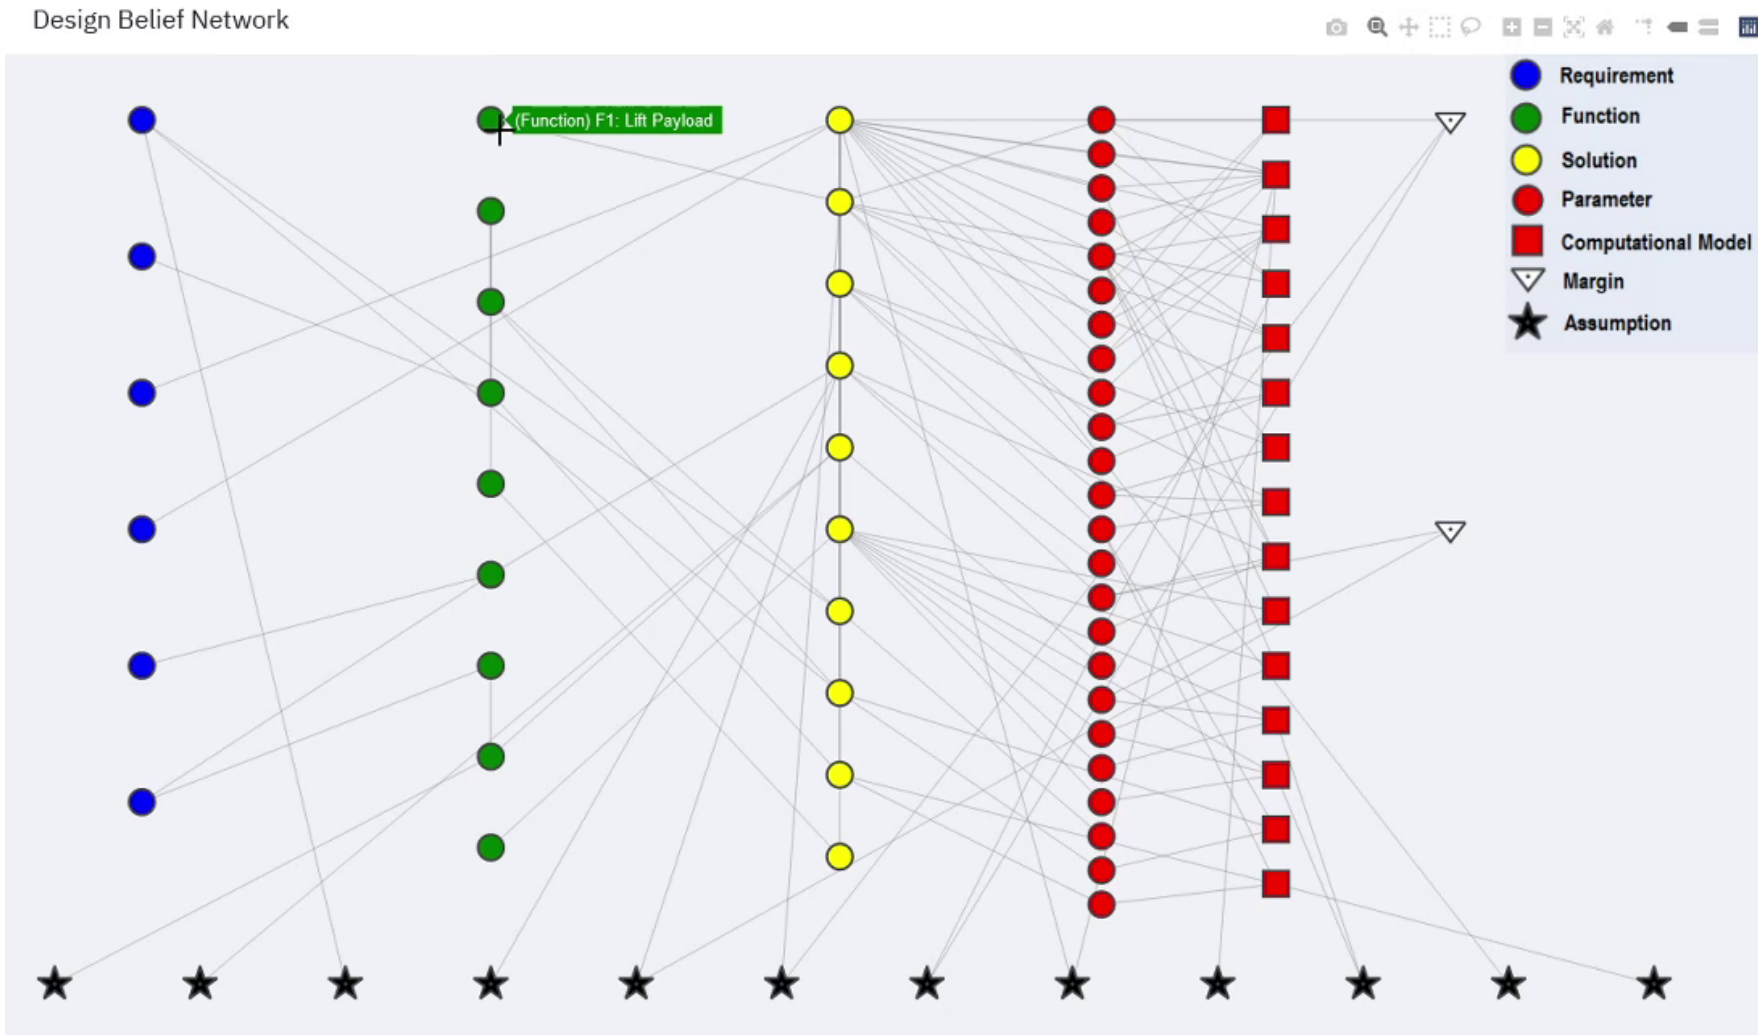 Design Belief Network
Requirement
(Function) F1: Lift Payload
Function
Solution
Parameter
Computational Model
Margin
Assumption